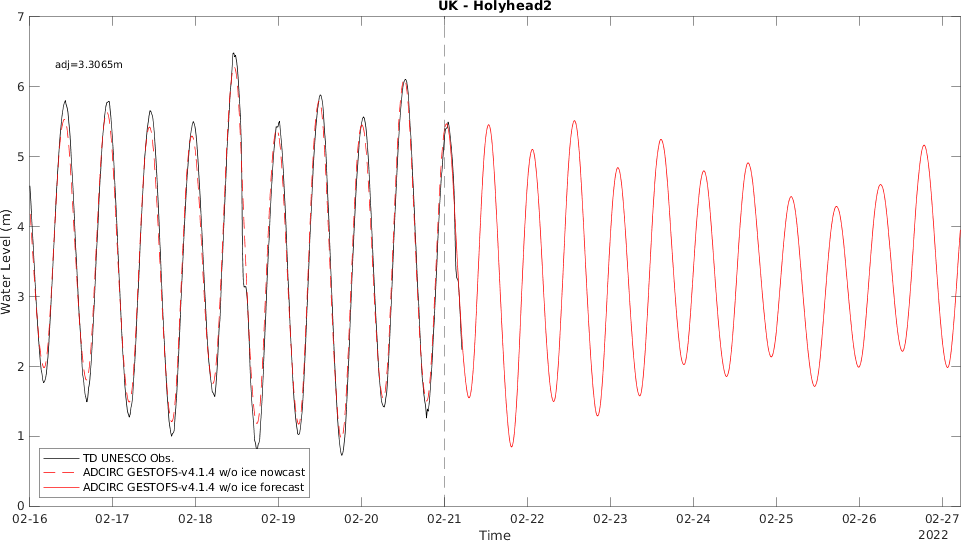 UK - Holyhead2
7
6
5
4
3
2
1
0
Water Level (m)
adj=3.3065m
TD UNESCO Obs.
ADCIRC GESTOFS-v4.1.4 w/o ice nowcast
ADCIRC GESTOFS-v4.1.4 w/o ice forecast
02-16 02-17 02-18 02-19 02-20 02-21 02-22 02-23 02-24 02-25 02-26 02-27
Time
2022